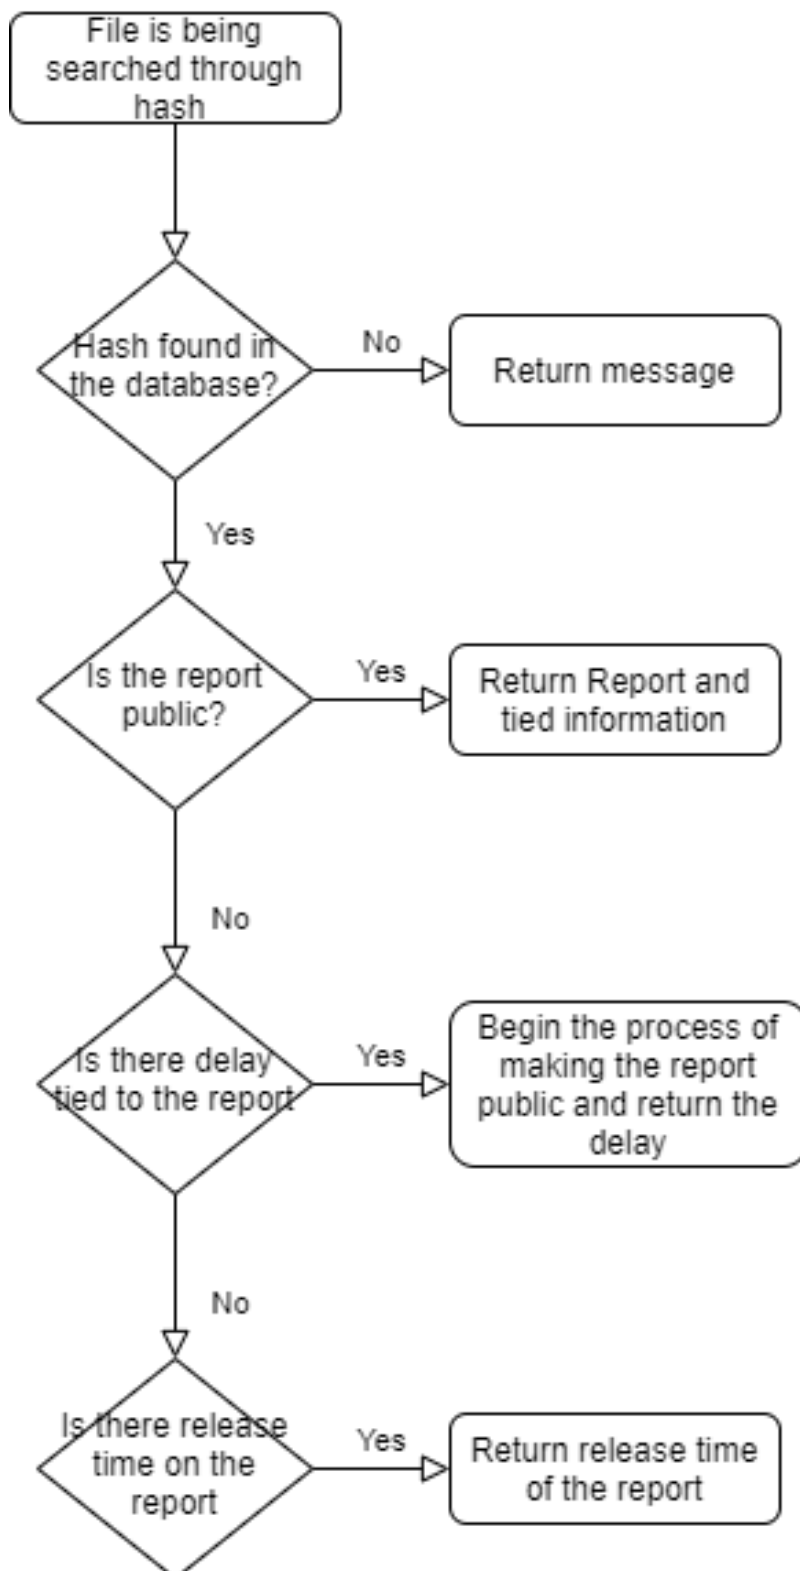 File is being
searched through
hash
Hash found in
the database?
No
Return message
Yes
Is the report
public?
Yes
Return Report and
tied information
No
Is there delay
tied to the report
Yes
Begin the process of
making the report
public and return the
delay
No
Is there release
time on the
report
Yes
Return release time
of the report